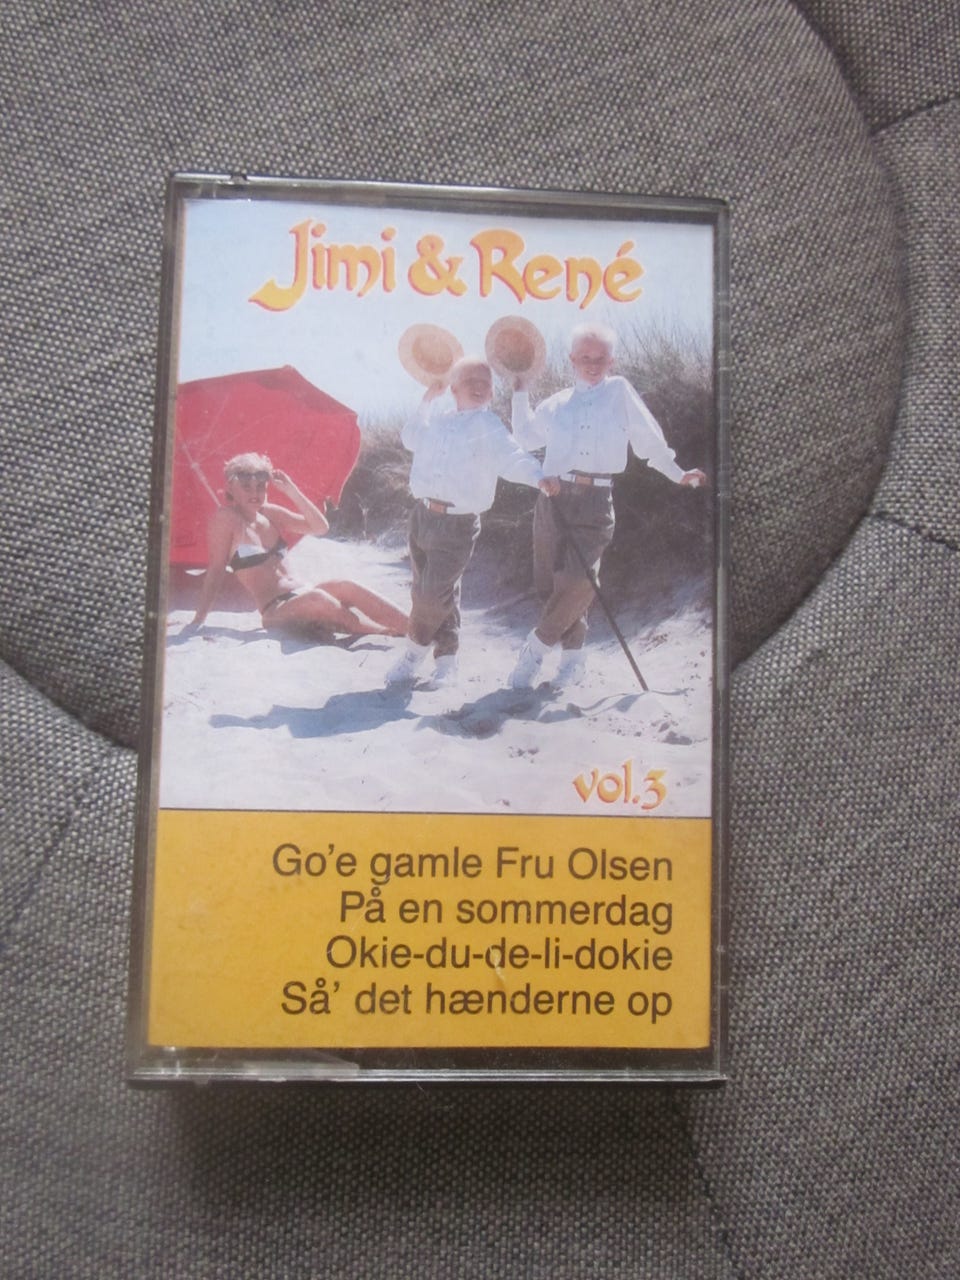 Jimi & René
vol.3
Go'e gamle Fru Olsen
På en sommerdag
Okie-du-de-li-dokie
Så' det hænderne op